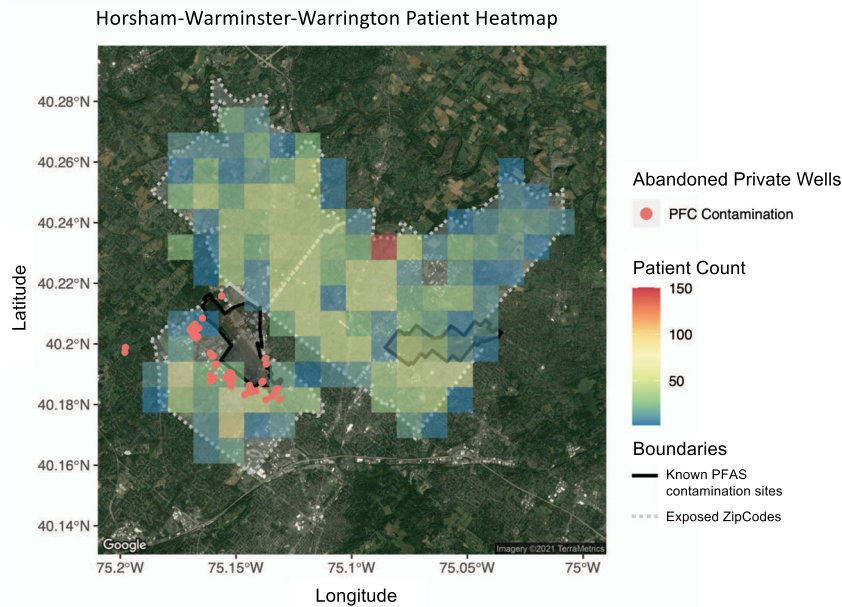 Horsham-Warminster-Warrington Patient Heatmap
40.28°N
40.26°N
40.24°N
40.22°N
40.2°N
40.18°N
40.16°N
40.14°N
Latitude
75.2°W
75.15°W
75.1°W
75.05°W
75°W
Longitude
Google
Imagery ©2021 TerraMetrics
Abandoned Private Wells
PFC Contamination
Patient Count
150
100
50
Boundaries
Known PFAS
contamination sites
Exposed ZipCodes